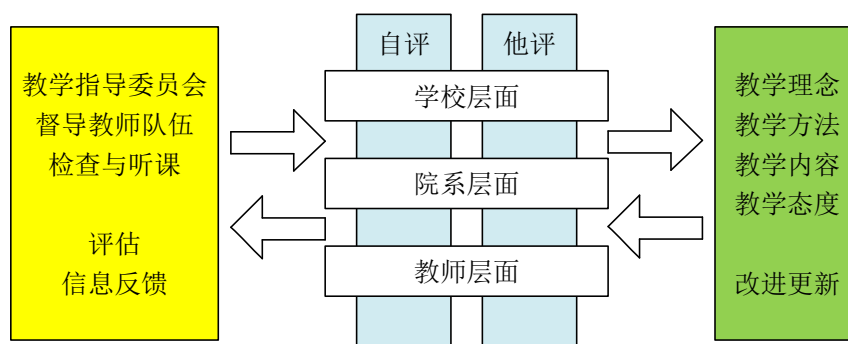 教学指导委员会
督导教师队伍
检查与听课
评估
信息反馈
自评
他评
学校层面
院系层面
教师层面
教学理念
教学方法
教学内容
教学态度
改进更新